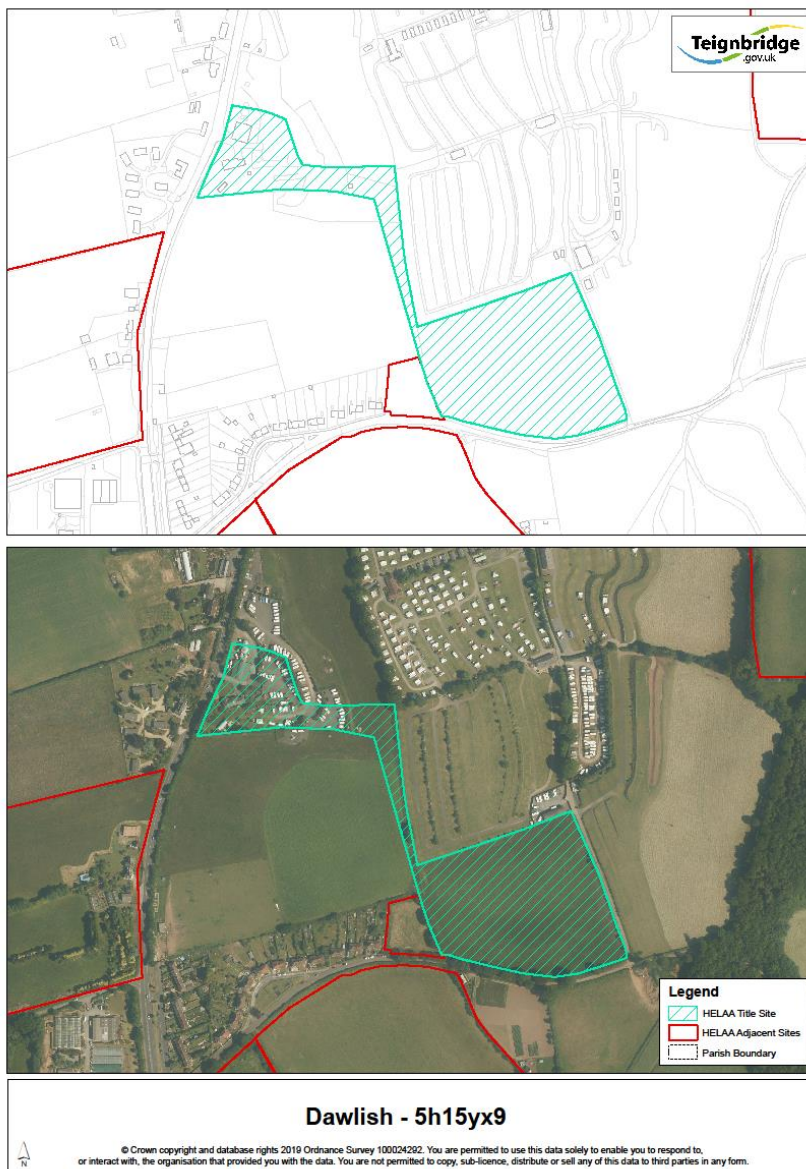 Teignbridge
.gov.uk
Legend
HELAA Title Site
HELAA Adjacent Sites
Parish Boundary
Dawlish - 5h15yx9
N
© Crown copyright and database rights 2019 Ordnance Survey 100024292. You are permitted to use this data solely to enable you to respond to,
or interact with, the organisation that provided you with the data. You are not permitted to copy, sub-licence, distribute or sell any of this data to third parties in any form.